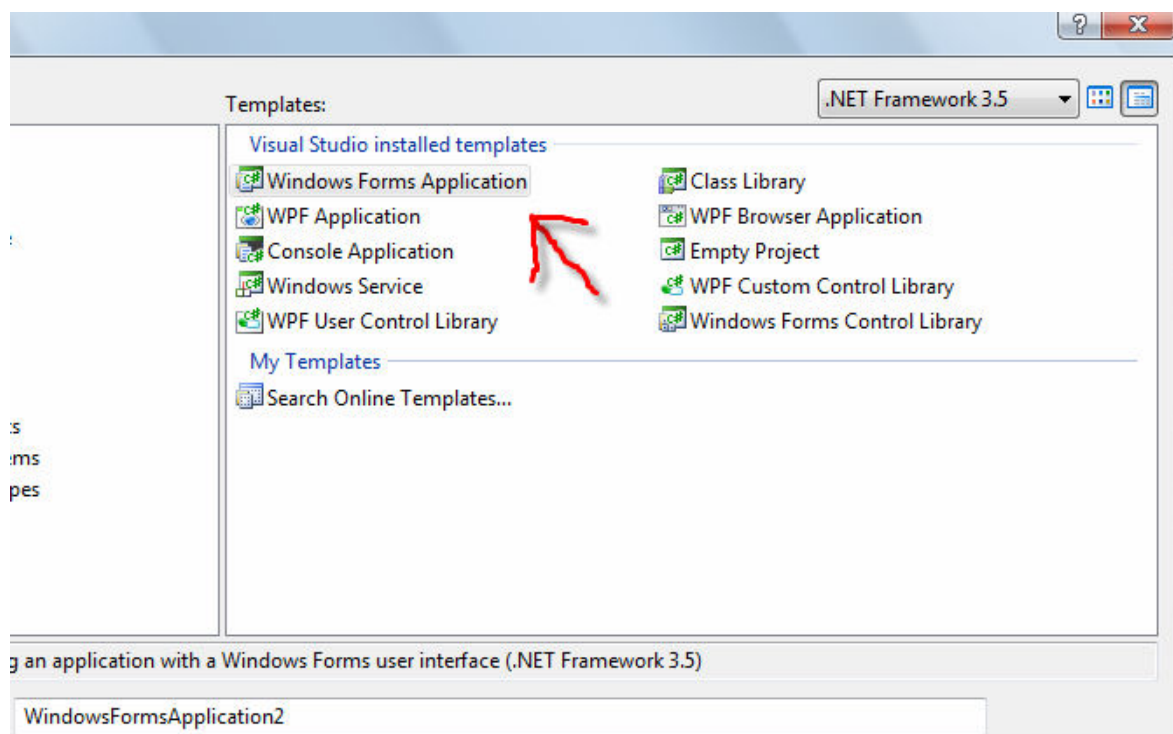 Templates:
.NET Framework 3.5
Visual Studio installed templates
Windows Forms Application
Class Library
WPF Application
WPF Browser Application
Console Application
Empty Project
Windows Service
WPF Custom Control Library
WPF User Control Library
Windows Forms Control Library
My Templates
Search Online Templates...
an application with a Windows Forms user interface (.NET Framework 3.5)
WindowsFormsApplication2